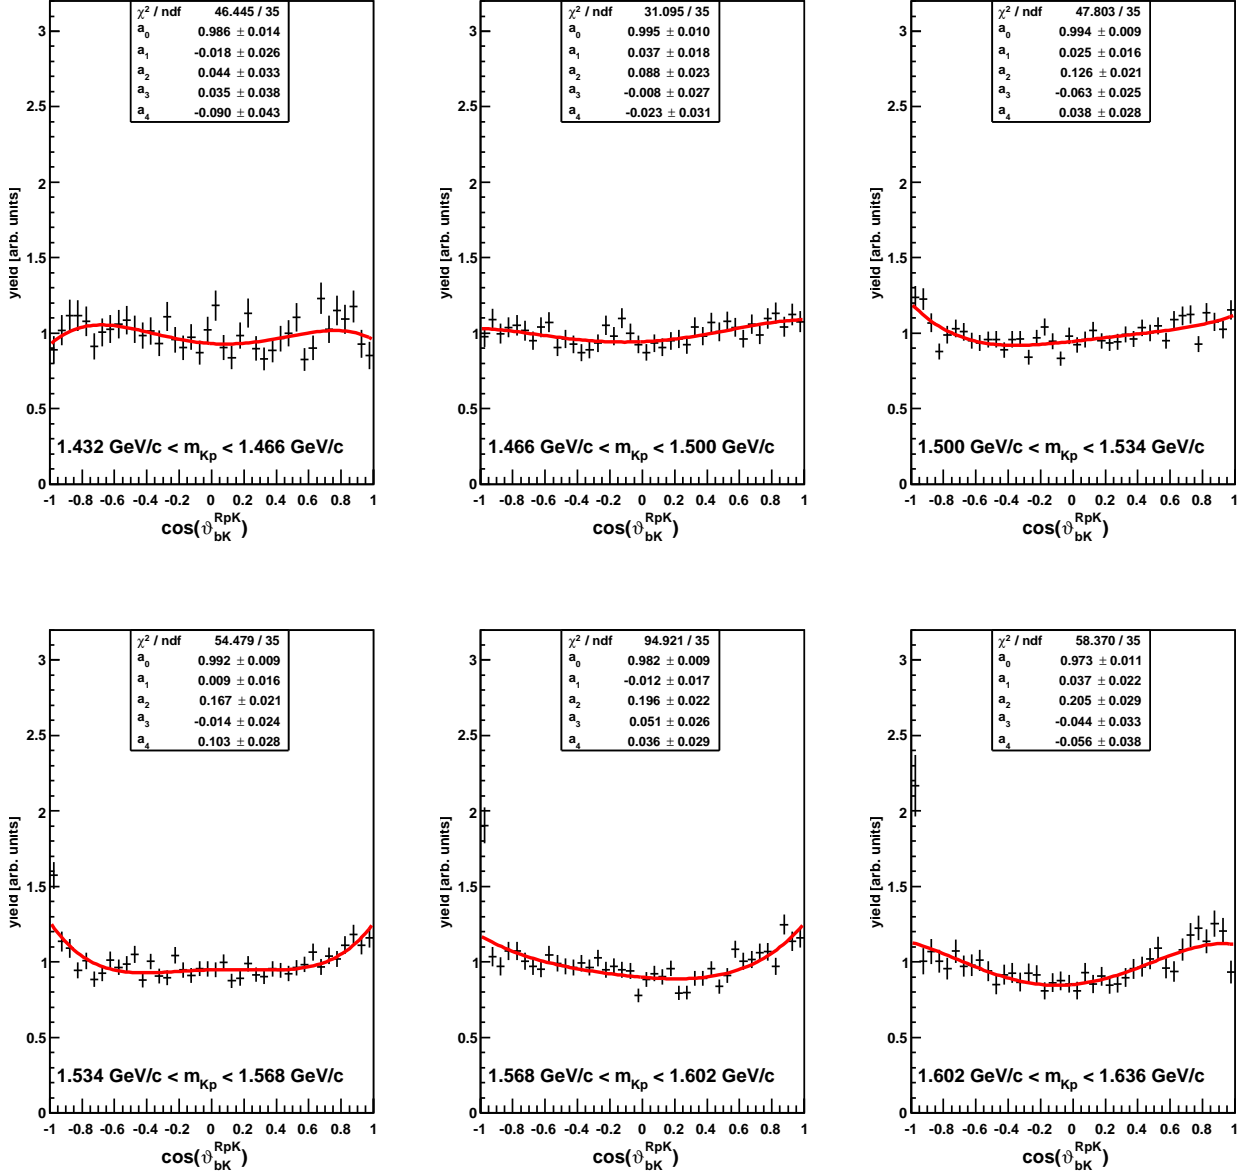 χ² / ndf 46.445 / 35
a₀ 0.986 ± 0.014
a₁ -0.018 ± 0.026
a₂ 0.044 ± 0.033
a₃ 0.035 ± 0.038
a₄ -0.090 ± 0.043
3
2.5
2
1.5
1
0.5
0
yield [arb. units]
1.432 GeV/c < m_Kp < 1.466 GeV/c
-1 -0.8 -0.6 -0.4 -0.2 0 0.2 0.4 0.6 0.8 1
cos(ϑ_bK^RpK)
χ² / ndf 31.095 / 35
a₀ 0.995 ± 0.010
a₁ 0.037 ± 0.018
a₂ 0.088 ± 0.023
a₃ -0.008 ± 0.027
a₄ -0.023 ± 0.031
3
2.5
2
1.5
1
0.5
0
yield [arb. units]
1.466 GeV/c < m_Kp < 1.500 GeV/c
-1 -0.8 -0.6 -0.4 -0.2 0 0.2 0.4 0.6 0.8 1
cos(ϑ_bK^RpK)
χ² / ndf 47.803 / 35
a₀ 0.994 ± 0.009
a₁ 0.025 ± 0.016
a₂ 0.126 ± 0.021
a₃ -0.063 ± 0.025
a₄ 0.038 ± 0.028
3
2.5
2
1.5
1
0.5
0
yield [arb. units]
1.500 GeV/c < m_Kp < 1.534 GeV/c
-1 -0.8 -0.6 -0.4 -0.2 0 0.2 0.4 0.6 0.8 1
cos(ϑ_bK^RpK)
χ² / ndf 54.479 / 35
a₀ 0.992 ± 0.009
a₁ 0.009 ± 0.016
a₂ 0.167 ± 0.021
a₃ -0.014 ± 0.024
a₄ 0.103 ± 0.028
3
2.5
2
1.5
1
0.5
0
yield [arb. units]
1.534 GeV/c < m_Kp < 1.568 GeV/c
-1 -0.8 -0.6 -0.4 -0.2 0 0.2 0.4 0.6 0.8 1
cos(ϑ_bK^RpK)
χ² / ndf 94.921 / 35
a₀ 0.982 ± 0.009
a₁ -0.012 ± 0.017
a₂ 0.196 ± 0.022
a₃ 0.051 ± 0.026
a₄ 0.036 ± 0.029
3
2.5
2
1.5
1
0.5
0
yield [arb. units]
1.568 GeV/c < m_Kp < 1.602 GeV/c
-1 -0.8 -0.6 -0.4 -0.2 0 0.2 0.4 0.6 0.8 1
cos(ϑ_bK^RpK)
χ² / ndf 58.370 / 35
a₀ 0.973 ± 0.011
a₁ 0.037 ± 0.022
a₂ 0.205 ± 0.029
a₃ -0.044 ± 0.033
a₄ -0.056 ± 0.038
3
2.5
2
1.5
1
0.5
0
yield [arb. units]
1.602 GeV/c < m_Kp < 1.636 GeV/c
-1 -0.8 -0.6 -0.4 -0.2 0 0.2 0.4 0.6 0.8 1
cos(ϑ_bK^RpK)